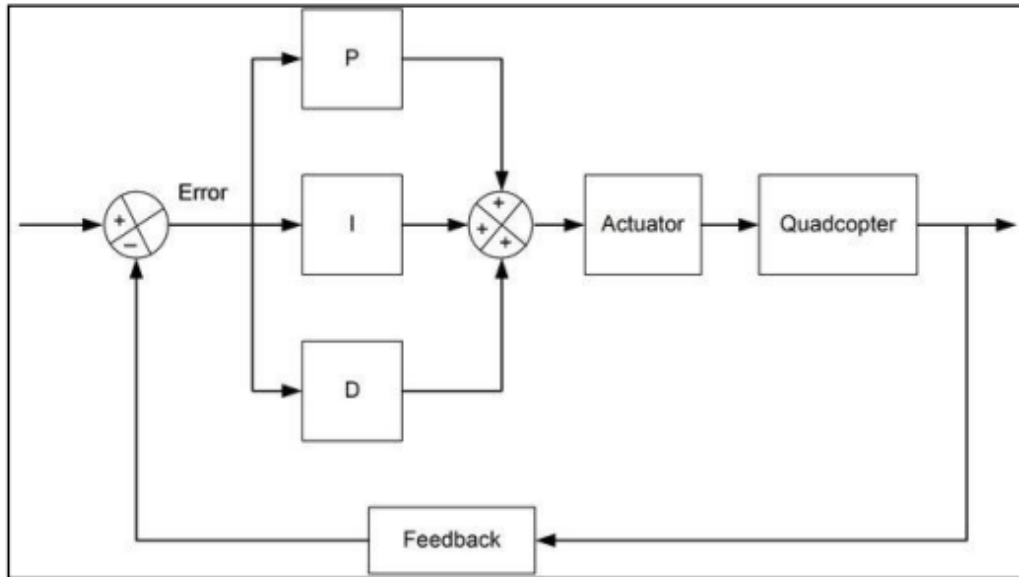 P
Error
+
−
I
+
+
+
Actuator
Quadcopter
D
Feedback